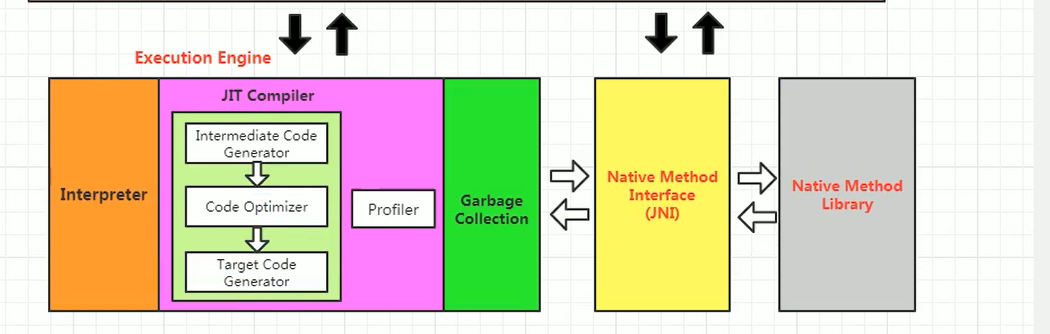 Execution Engine
Interpreter
JIT Compiler
Intermediate Code
Generator
Code Optimizer
Target Code
Generator
Profiler
Garbage
Collection
Native Method
Interface
(JNI)
Native Method
Library